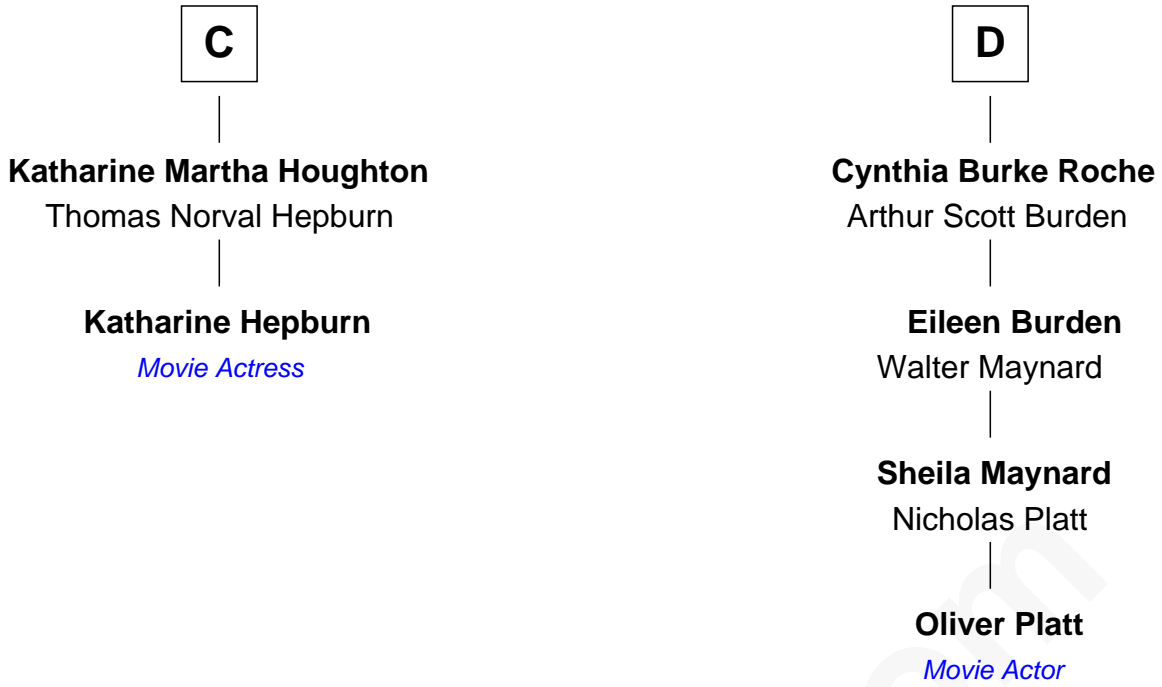 C
Katharine Martha Houghton
Thomas Norval Hepburn
Katharine Hepburn
Movie Actress
D
Cynthia Burke Roche
Arthur Scott Burden
Eileen Burden
Walter Maynard
Sheila Maynard
Nicholas Platt
Oliver Platt
Movie Actor